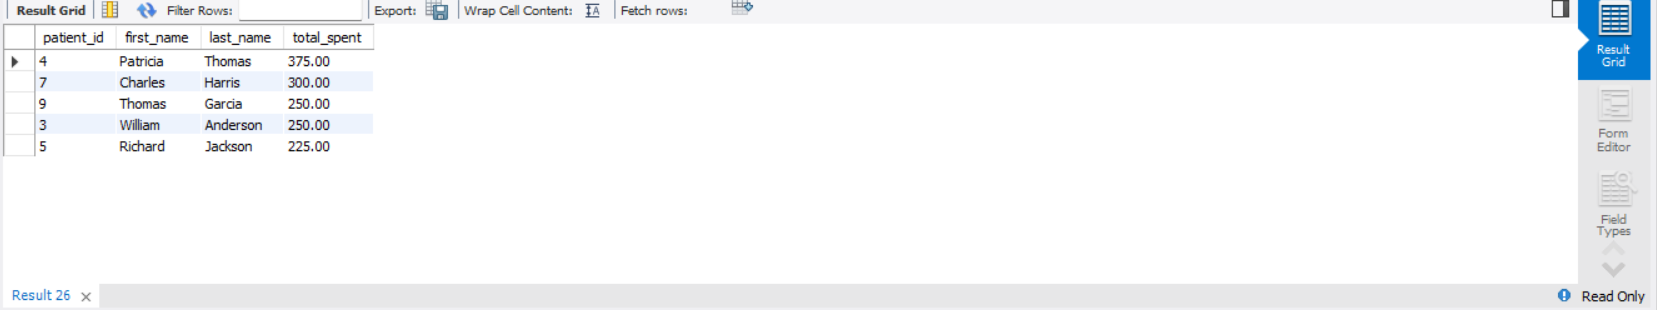 Result Grid Filter Rows: Export: Wrap Cell Content: Fetch rows:
patient_id first_name last_name total_spent
4 Patricia Thomas 375.00
7 Charles Harris 300.00
9 Thomas Garcia 250.00
3 William Anderson 250.00
5 Richard Jackson 225.00
Result
Grid
Form
Editor
Field
Types
Result 26
Read Only